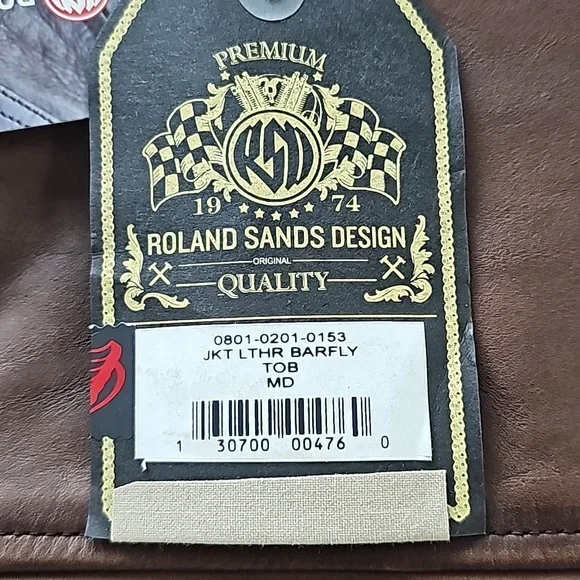 PREMIUM
RSD
19 74
ROLAND SANDS DESIGN
ORIGINAL
QUALITY
0801-0201-0153
JKT LTHR BARFLY
TOB
MD
1 30700 00476 0